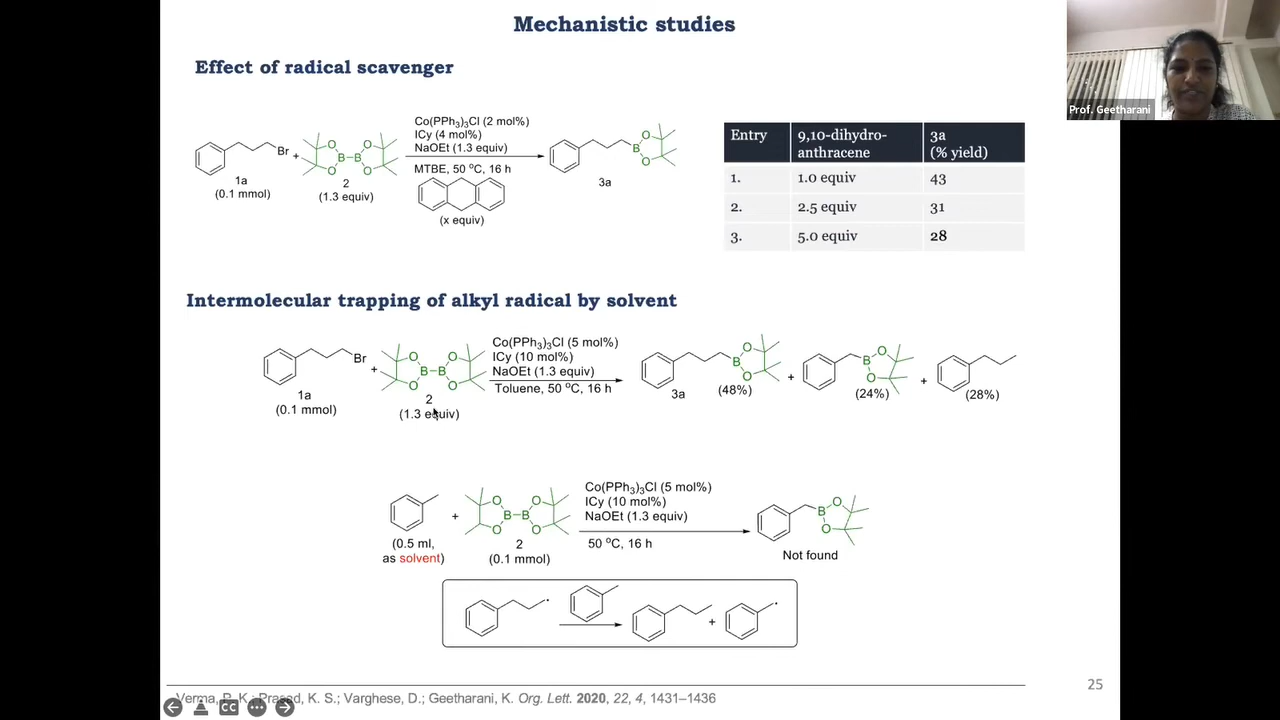 Mechanistic studies
Prof. Geetharani
Effect of radical scavenger
Br
+
O O
B B
O O
1a
(0.1 mmol)
2
(1.3 equiv)
Co(PPh3)3Cl (2 mol%)
ICy (4 mol%)
NaOEt (1.3 equiv)
MTBE, 50 ºC, 16 h
(x equiv)
O
B
O
3a
Entry 9,10-dihydro-anthracene 3a (% yield)
1. 1.0 equiv 43
2. 2.5 equiv 31
3. 5.0 equiv 28
Intermolecular trapping of alkyl radical by solvent
Br
+
O O
B B
O O
1a
(0.1 mmol)
2
(1.3 equiv)
Co(PPh3)3Cl (5 mol%)
ICy (10 mol%)
NaOEt (1.3 equiv)
Toluene, 50 ºC, 16 h
O
B
O
3a (48%)
+
O
B
O
(24%)
+
(28%)
+
O O
B B
O O
(0.5 ml,
as solvent)
2
(0.1 mmol)
Co(PPh3)3Cl (5 mol%)
ICy (10 mol%)
NaOEt (1.3 equiv)
50 ºC, 16 h
O
B
O
Not found
+
Verma, P. K.; Prasad, K. S.; Varghese, D.; Geetharani, K. Org. Lett. 2020, 22, 4, 1431–1436
25
CC